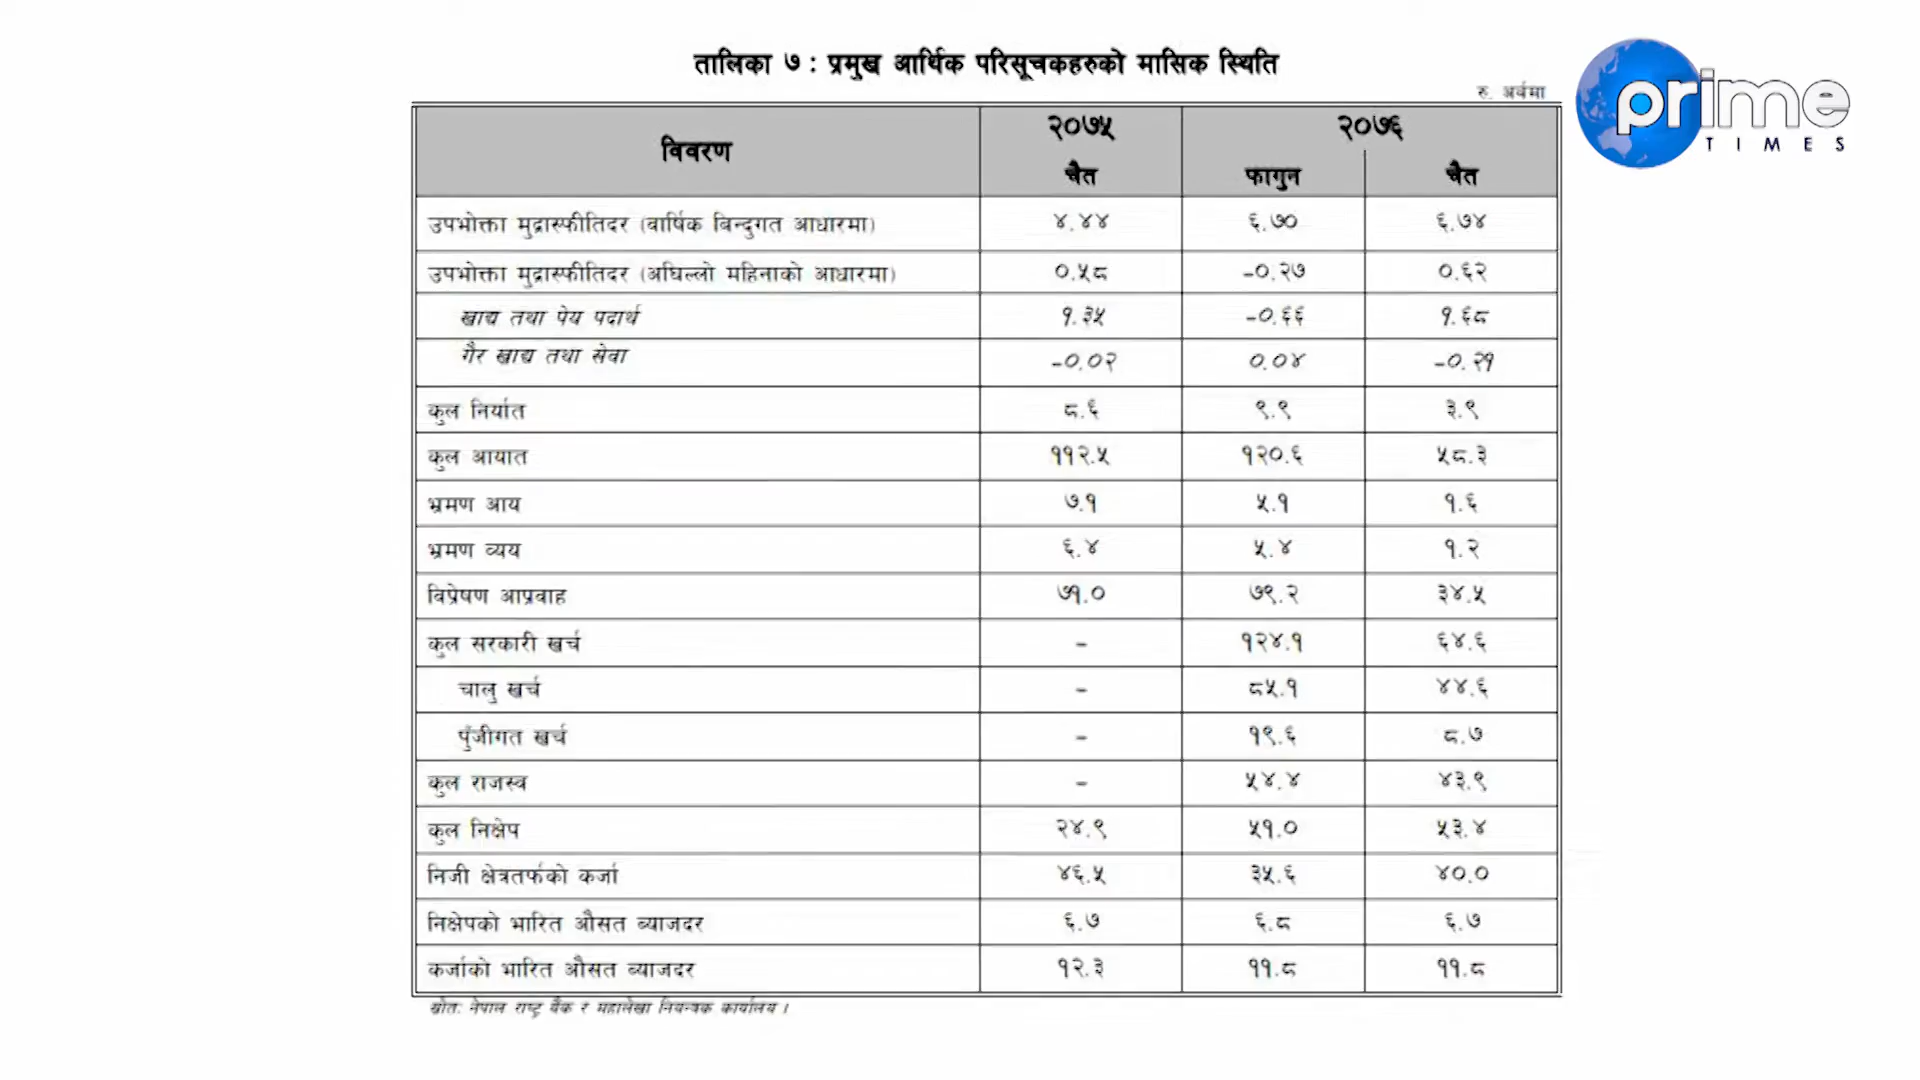 तालिका ७ : प्रमुख आर्थिक परिसूचकहरुको मासिक स्थिति
रु. अर्वमा
prime
TIMES
विवरण २०७५ २०७६
चैत फागुन चैत
उपभोक्ता मुद्रास्फीतिदर (वार्षिक बिन्दुगत आधारमा) ४.४४ ६.७० ६.७४
उपभोक्ता मुद्रास्फीतिदर (अघिल्लो महिनाको आधारमा) ०.५८ -०.२७ ०.६२
खाद्य तथा पेय पदार्थ १.३५ -०.६६ १.६८
गैर खाद्य तथा सेवा -०.०२ ०.०४ -०.२१
कुल निर्यात ८.६ ९.९ ३.९
कुल आयात ११२.५ १२०.६ ५८.३
भ्रमण आय ७.१ ५.१ १.६
भ्रमण व्यय ६.४ ५.४ १.२
विप्रेषण आप्रवाह ७१.० ७९.२ ३४.५
कुल सरकारी खर्च - १२४.१ ६४.६
चालु खर्च - ८५.१ ४४.६
पुँजीगत खर्च - १९.६ ८.७
कुल राजस्व - ५४.४ ४३.९
कुल निक्षेप २४.९ ५१.० ५३.४
निजी क्षेत्रतर्फको कर्जा ४६.५ ३५.६ ४०.०
निक्षेपको भारित औसत ब्याजदर ६.७ ६.८ ६.७
कर्जाको भारित औसत ब्याजदर १२.३ ११.८ ११.८
स्रोत: नेपाल राष्ट्र बैंक र महालेखा नियन्त्रक कार्यालय ।